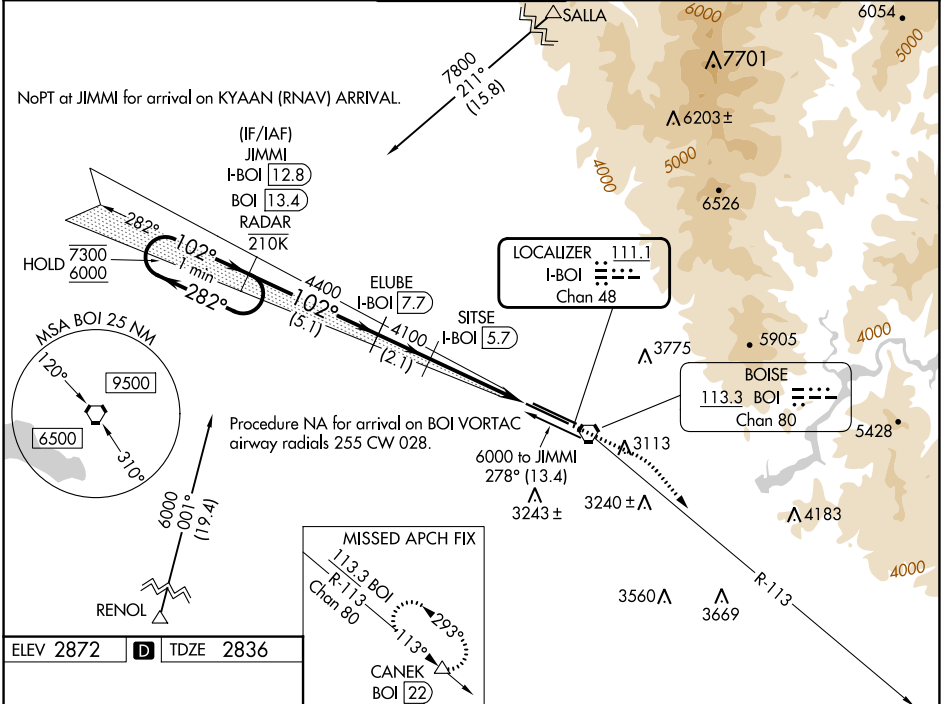 SALLA
6000
6054
5000
7701
7800
211°
(15.8)
NoPT at JIMMI for arrival on KYAAN (RNAV) ARRIVAL.
6203 ±
5000
4000
6526
(IF/IAF)
JIMMI
I-BOI 12.8
BOI 13.4
RADAR
210K
282°
102°
HOLD 7300
6000
1 min
282°
4400
102°
(5.1)
ELUBE
I-BOI 7.7
4100
(2.1)
SITSE
I-BOI 5.7
LOCALIZER 111.1
I-BOI
Chan 48
3775
5905
4000
BOISE
113.3 BOI
Chan 80
5428
MSA BOI 25 NM
120°
9500
6500
310°
Procedure NA for arrival on BOI VORTAC
airway radials 255 CW 028.
6000 to JIMMI
278° (13.4)
3113
3243 ±
3240 ±
4183
4000
6000
001°
(19.4)
RENOL
MISSED APCH FIX
113.3 BOI
R-113
Chan 80
293°
113°
CANEK
BOI 22
R-113
3560
3669
ELEV 2872 D TDZE 2836